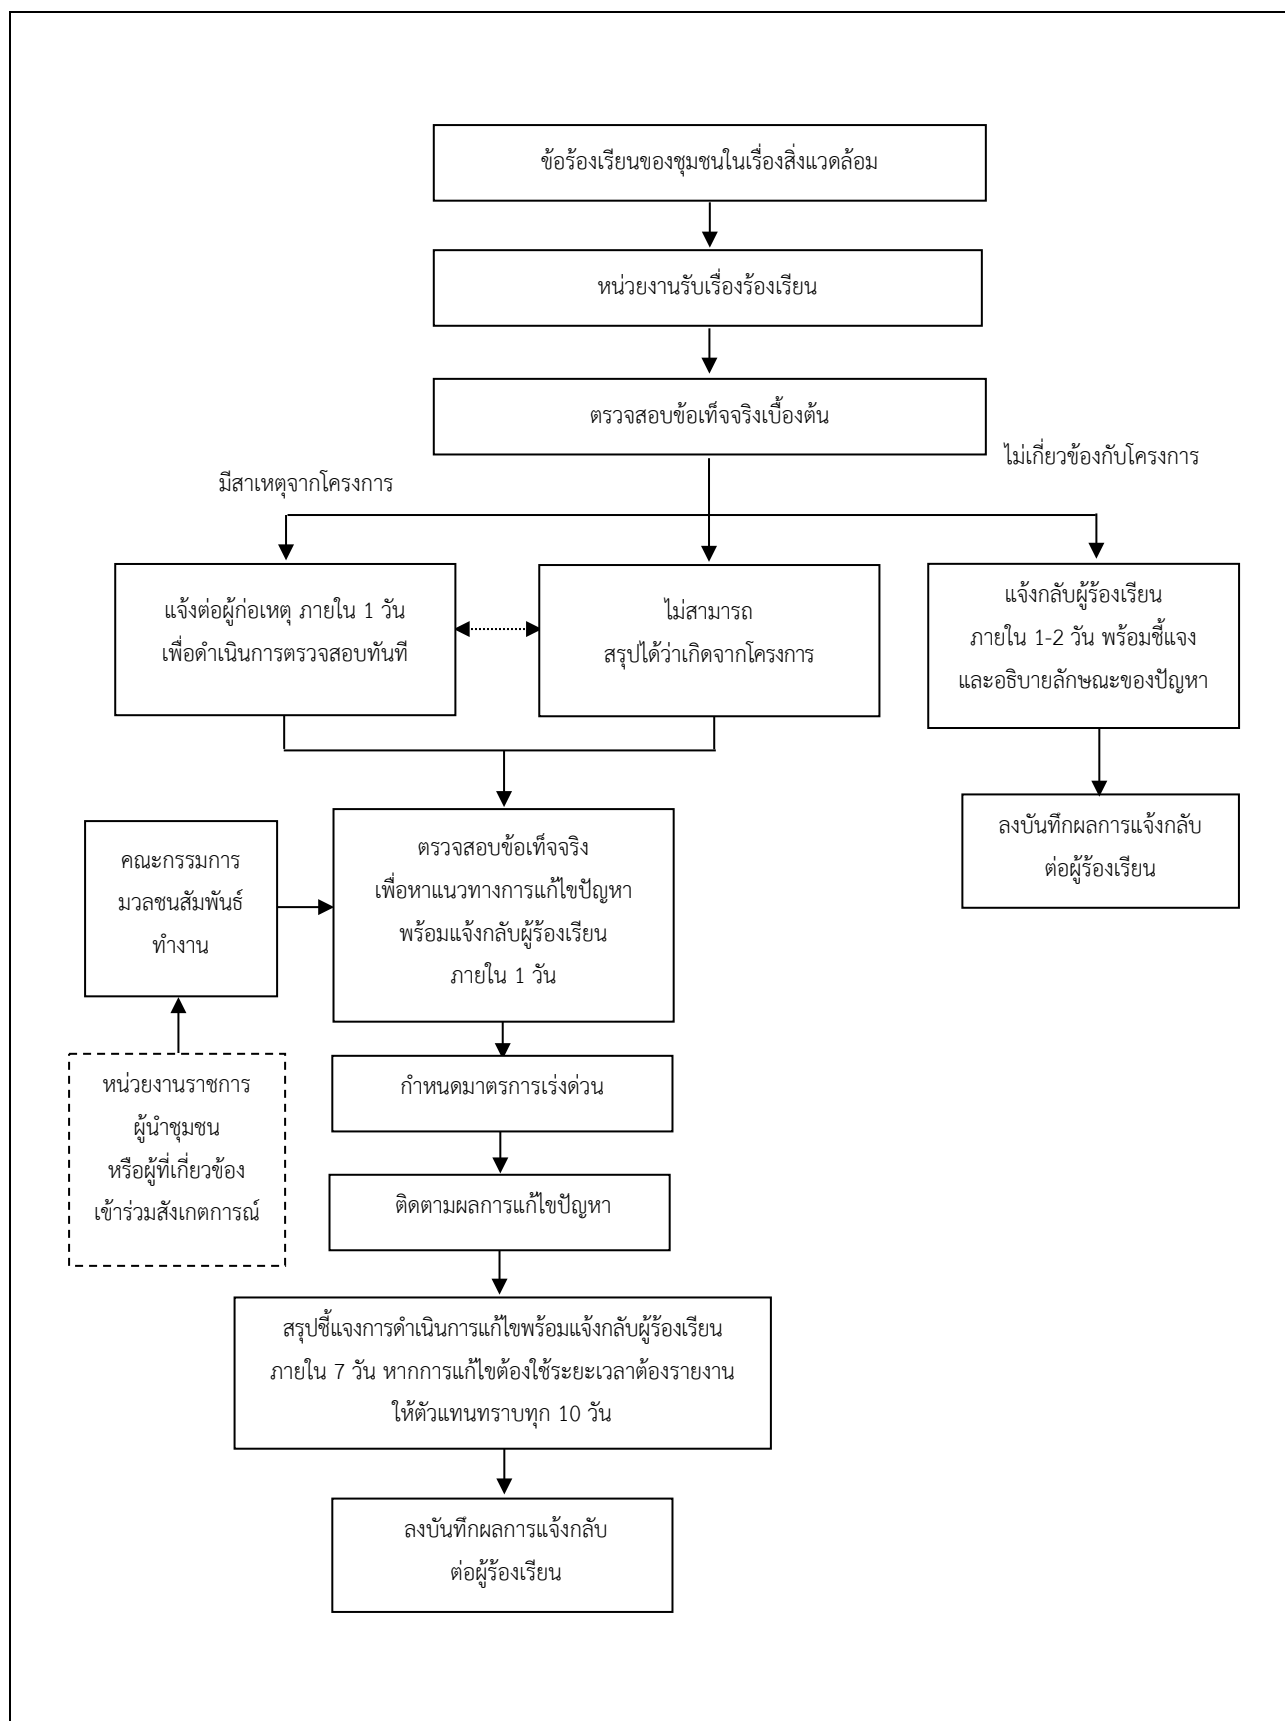 ข้อร้องเรียนของชุมชนในเรื่องสิ่งแวดล้อม
หน่วยงานรับเรื่องร้องเรียน
ตรวจสอบข้อเท็จจริงเบื้องต้น
ไม่เกี่ยวข้องกับโครงการ
มีสาเหตุจากโครงการ
แจ้งต่อผู้ก่อเหตุ ภายใน 1 วัน
เพื่อดำเนินการตรวจสอบทันที
ไม่สามารถ
สรุปได้ว่าเกิดจากโครงการ
แจ้งกลับผู้ร้องเรียน
ภายใน 1-2 วัน พร้อมชี้แจง
และอธิบายลักษณะของปัญหา
ลงบันทึกผลการแจ้งกลับ
ต่อผู้ร้องเรียน
คณะกรรมการ
มวลชนสัมพันธ์
ทำงาน
ตรวจสอบข้อเท็จจริง
เพื่อหาแนวทางการแก้ไขปัญหา
พร้อมแจ้งกลับผู้ร้องเรียน
ภายใน 1 วัน
หน่วยงานราชการ
ผู้นำชุมชน
หรือผู้ที่เกี่ยวข้อง
เข้าร่วมสังเกตการณ์
กำหนดมาตรการเร่งด่วน
ติดตามผลการแก้ไขปัญหา
สรุปชี้แจงการดำเนินการแก้ไขพร้อมแจ้งกลับผู้ร้องเรียน
ภายใน 7 วัน หากการแก้ไขต้องใช้ระยะเวลาต้องรายงาน
ให้ตัวแทนทราบทุก 10 วัน
ลงบันทึกผลการแจ้งกลับ
ต่อผู้ร้องเรียน